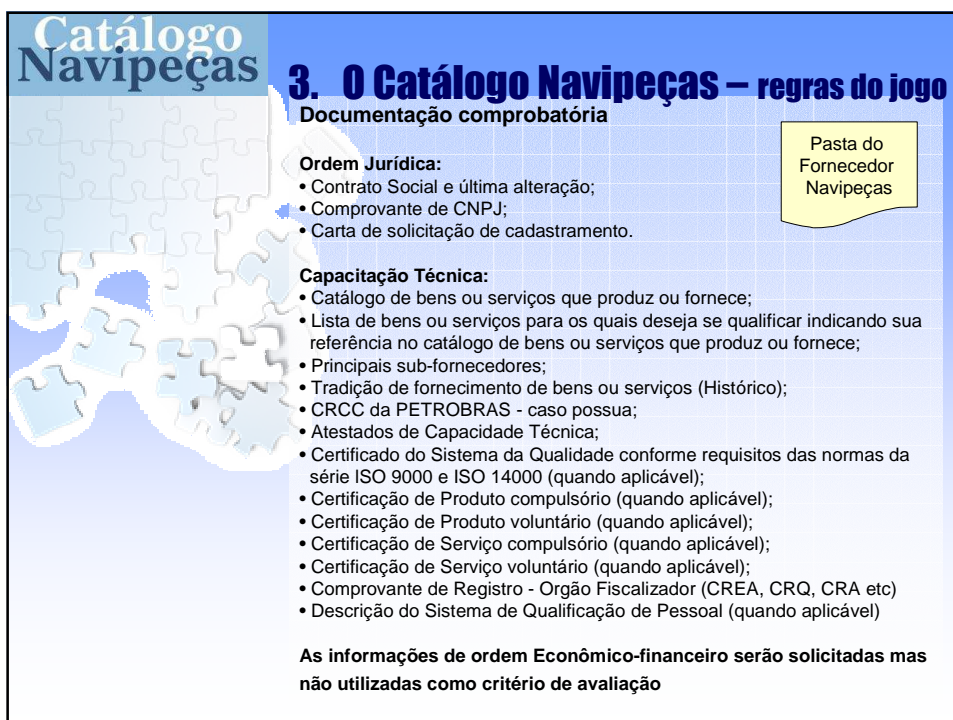 Catálogo
Navipeças
3. O Catálogo Navipeças – regras do jogo
Documentação comprobatória
Pasta do
Fornecedor
Navipeças
Ordem Jurídica:
• Contrato Social e última alteração;
• Comprovante de CNPJ;
• Carta de solicitação de cadastramento.
Capacitação Técnica:
• Catálogo de bens ou serviços que produz ou fornece;
• Lista de bens ou serviços para os quais deseja se qualificar indicando sua
referência no catálogo de bens ou serviços que produz ou fornece;
• Principais sub-fornecedores;
• Tradição de fornecimento de bens ou serviços (Histórico);
• CRCC da PETROBRAS - caso possua;
• Atestados de Capacidade Técnica;
• Certificado do Sistema da Qualidade conforme requisitos das normas da
série ISO 9000 e ISO 14000 (quando aplicável);
• Certificação de Produto compulsório (quando aplicável);
• Certificação de Produto voluntário (quando aplicável);
• Certificação de Serviço compulsório (quando aplicável);
• Certificação de Serviço voluntário (quando aplicável);
• Comprovante de Registro - Orgão Fiscalizador (CREA, CRQ, CRA etc)
• Descrição do Sistema de Qualificação de Pessoal (quando aplicável)
As informações de ordem Econômico-financeiro serão solicitadas mas
não utilizadas como critério de avaliação